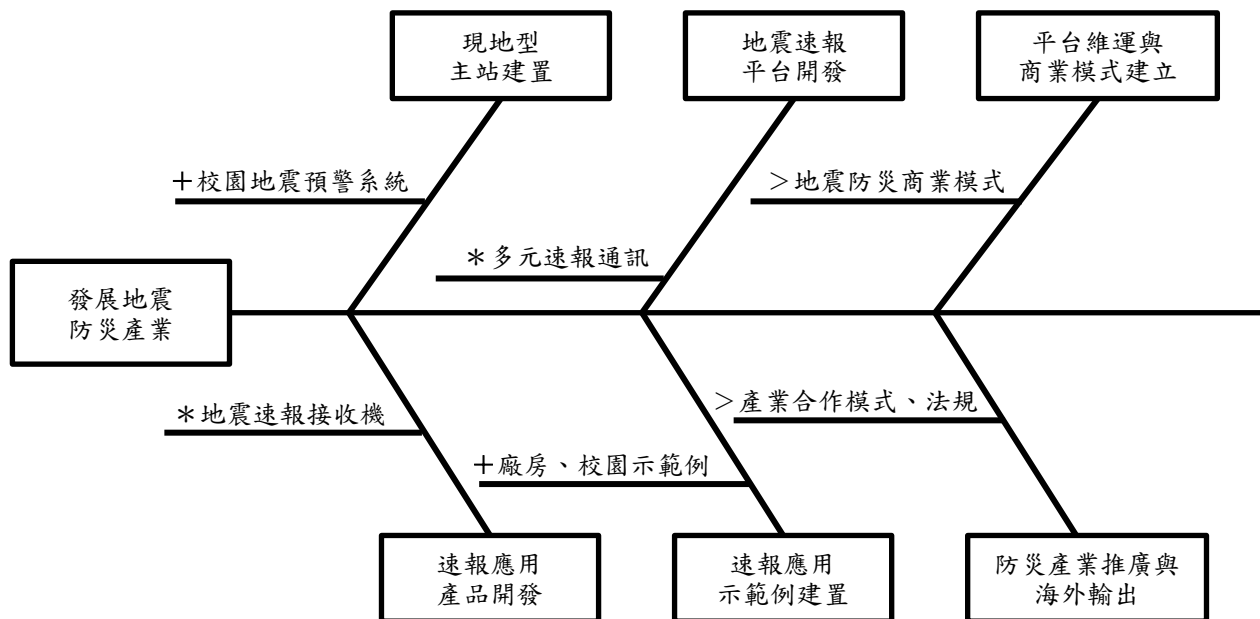 現地型
主站建置
地震速報
平台開發
平台維運與
商業模式建立
＋校園地震預警系統
＞地震防災商業模式
＊多元速報通訊
發展地震
防災產業
＊地震速報接收機
＞產業合作模式、法規
＋廠房、校園示範例
速報應用
產品開發
速報應用
示範例建置
防災產業推廣與
海外輸出